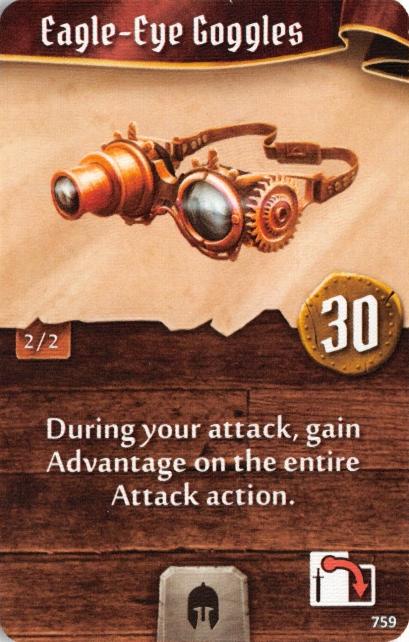 Eagle-Eye Goggles
2/2
30
During your attack, gain
Advantage on the entire
Attack action.
759